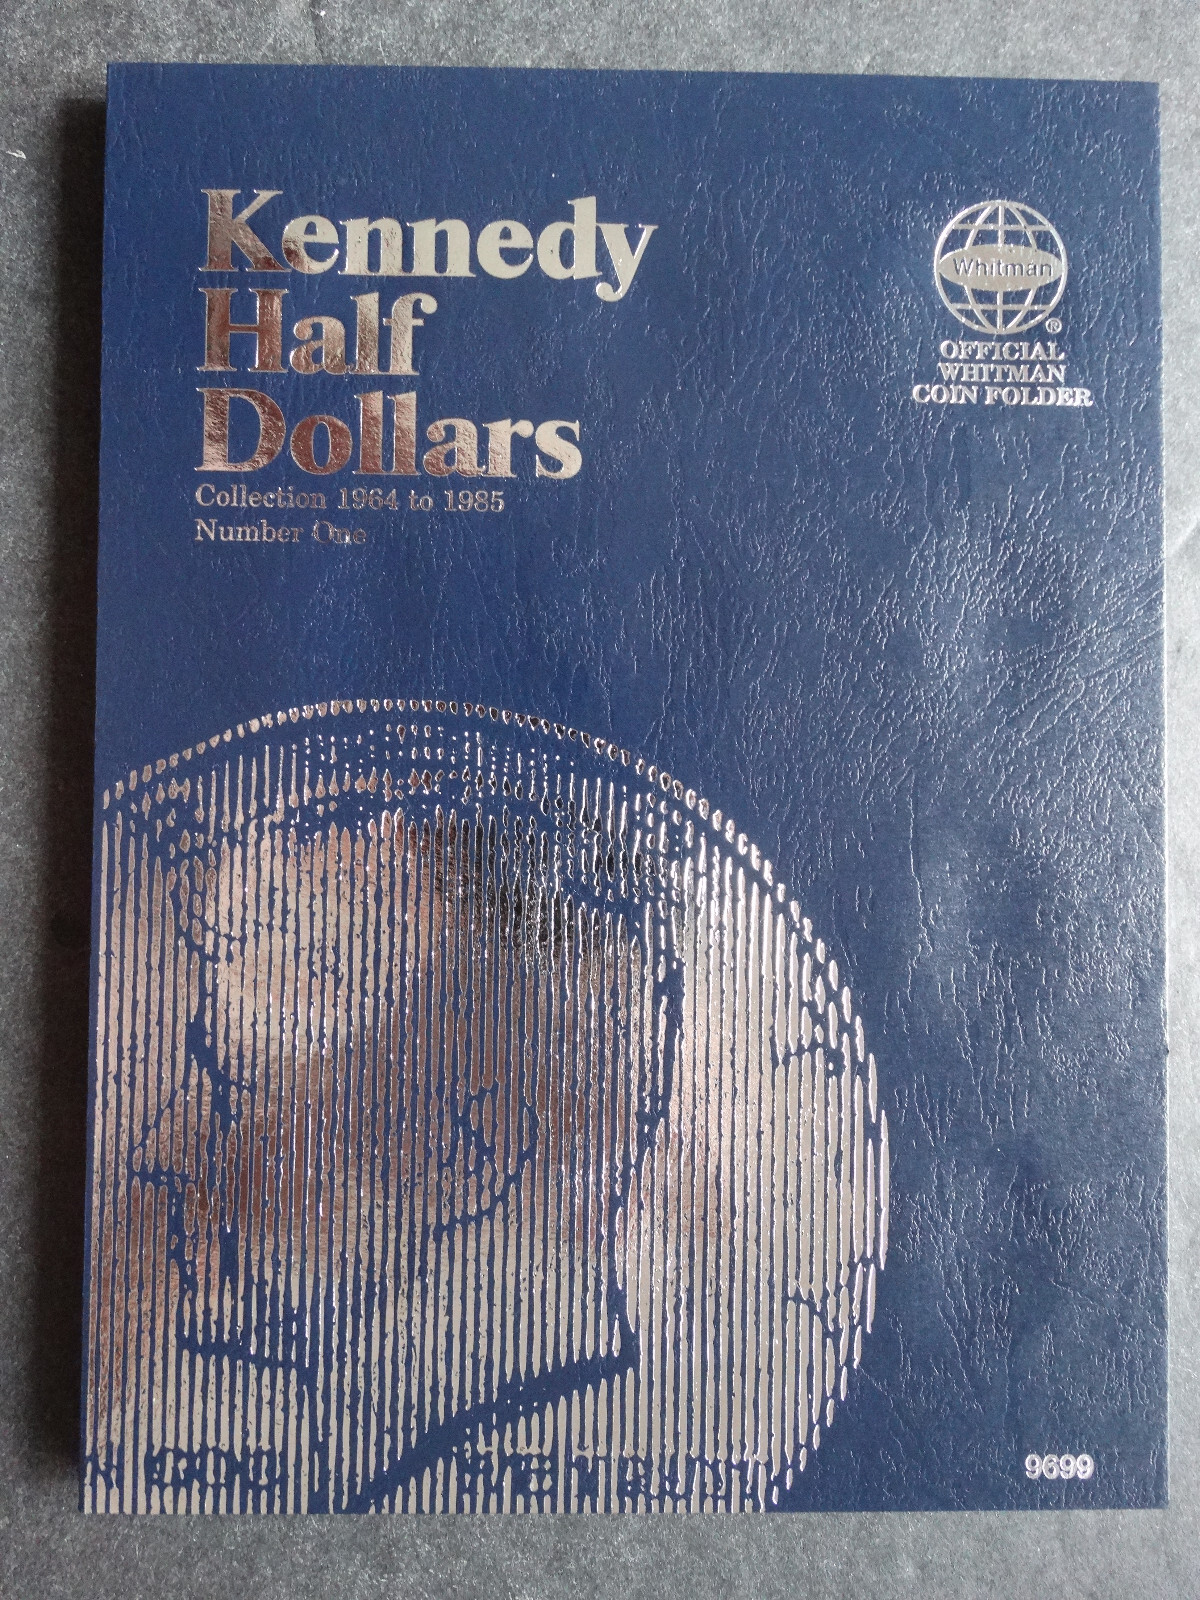 Kennedy
Half
Dollars
Collection 1964 to 1985
Number One
Whitman
®
OFFICIAL
WHITMAN
COIN FOLDER
9699